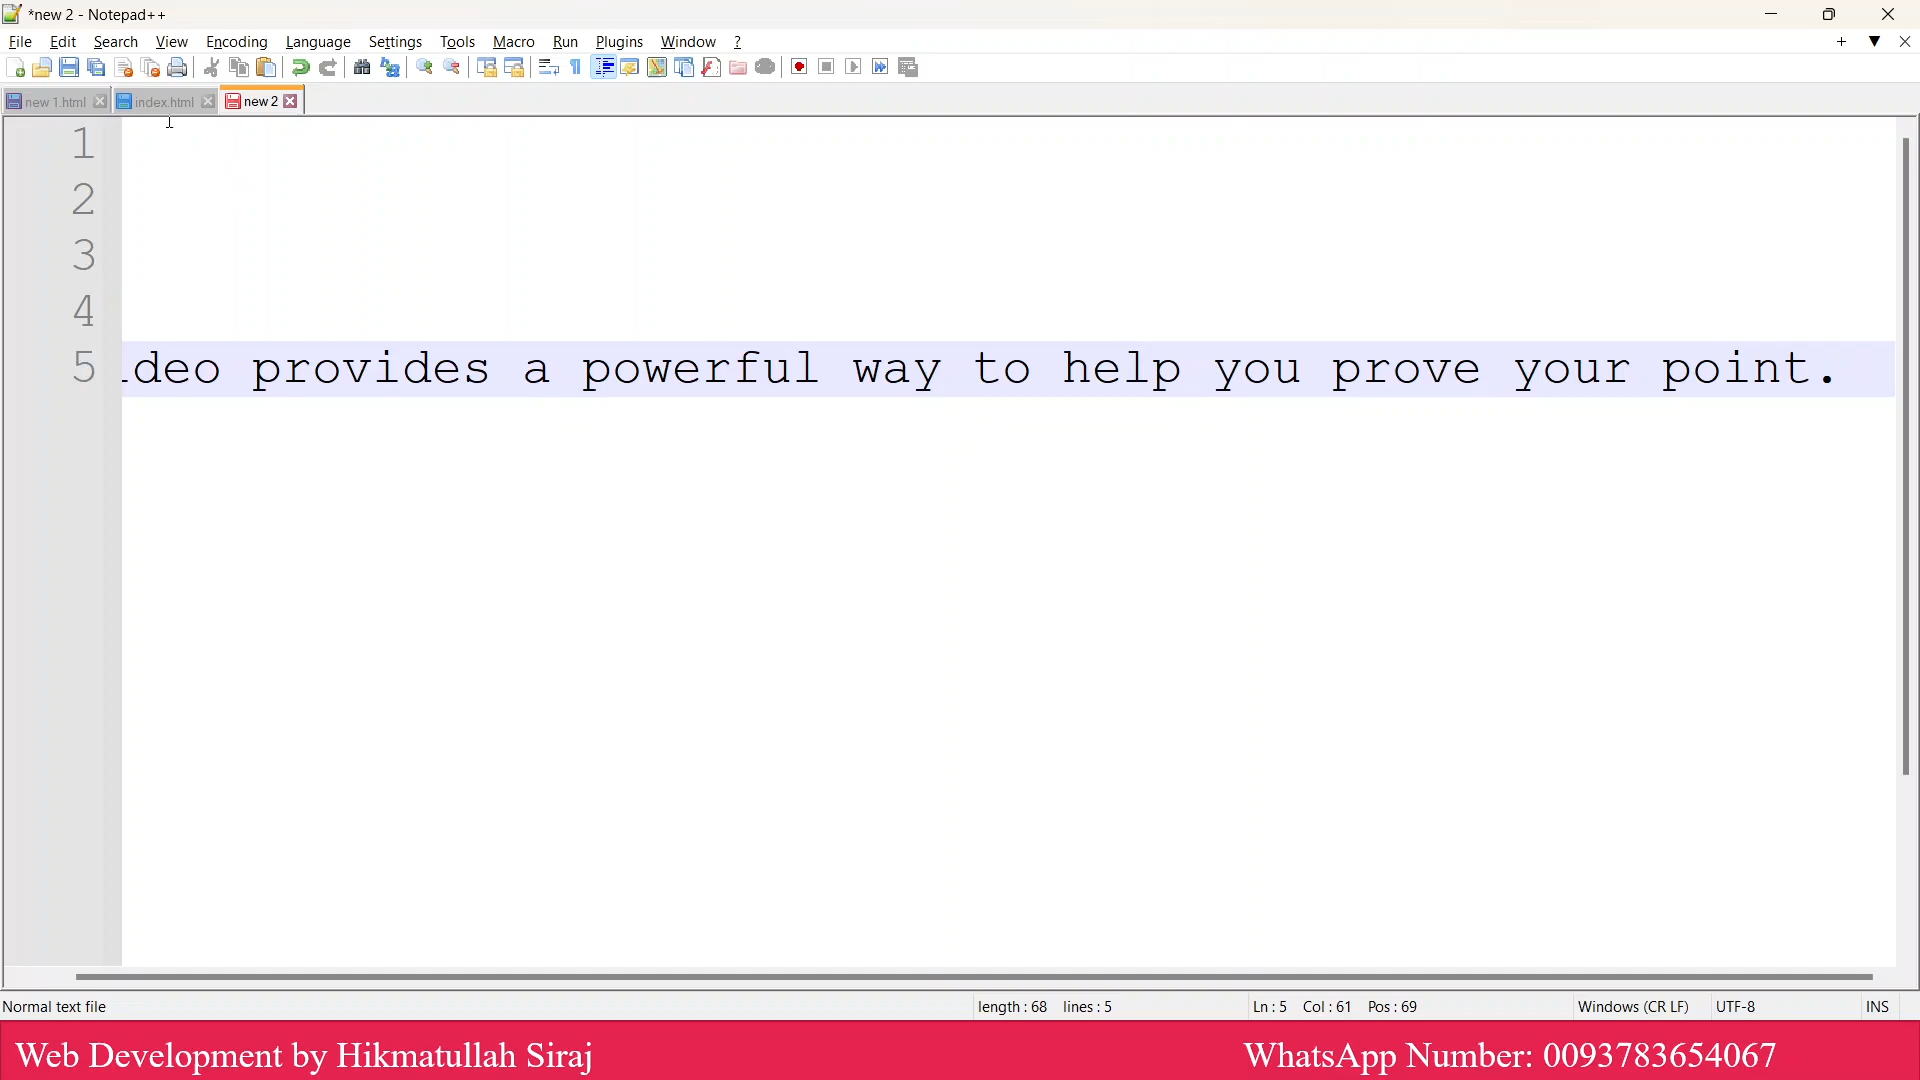 *new 2 - Notepad++
File Edit Search View Encoding Language Settings Tools Macro Run Plugins Window ?
new 1.html index.html new 2
1
2
3
4
5 ideo provides a powerful way to help you prove your point.
Normal text file length : 68 lines : 5 Ln : 5 Col : 61 Pos : 69 Windows (CR LF) UTF-8 INS
Web Development by Hikmatullah Siraj WhatsApp Number: 0093783654067